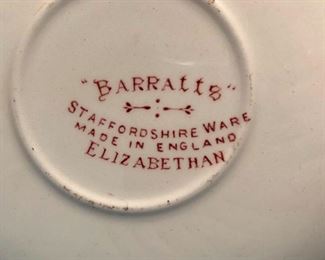 "BARRATTS"
STAFFORDSHIRE WARE
MADE IN ENGLAND
ELIZABETHAN